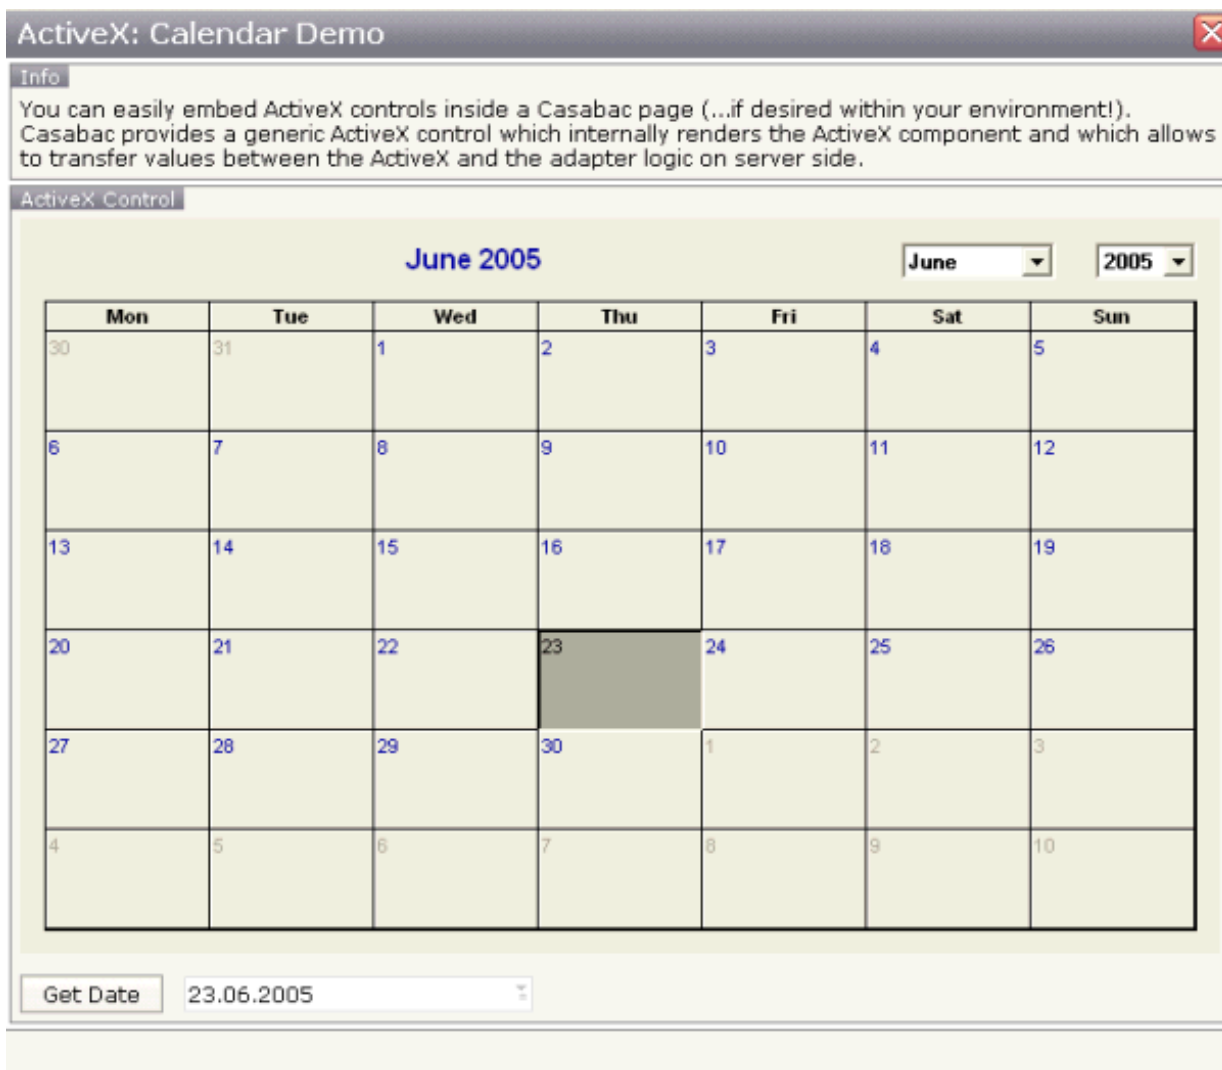 ActiveX: Calendar Demo
Info
You can easily embed ActiveX controls inside a Casabac page (...if desired within your environment!).
Casabac provides a generic ActiveX control which internally renders the ActiveX component and which allows
to transfer values between the ActiveX and the adapter logic on server side.
ActiveX Control
June 2005 June 2005
Mon Tue Wed Thu Fri Sat Sun
30 31 1 2 3 4 5
6 7 8 9 10 11 12
13 14 15 16 17 18 19
20 21 22 23 24 25 26
27 28 29 30 1 2 3
4 5 6 7 8 9 10
Get Date 23.06.2005